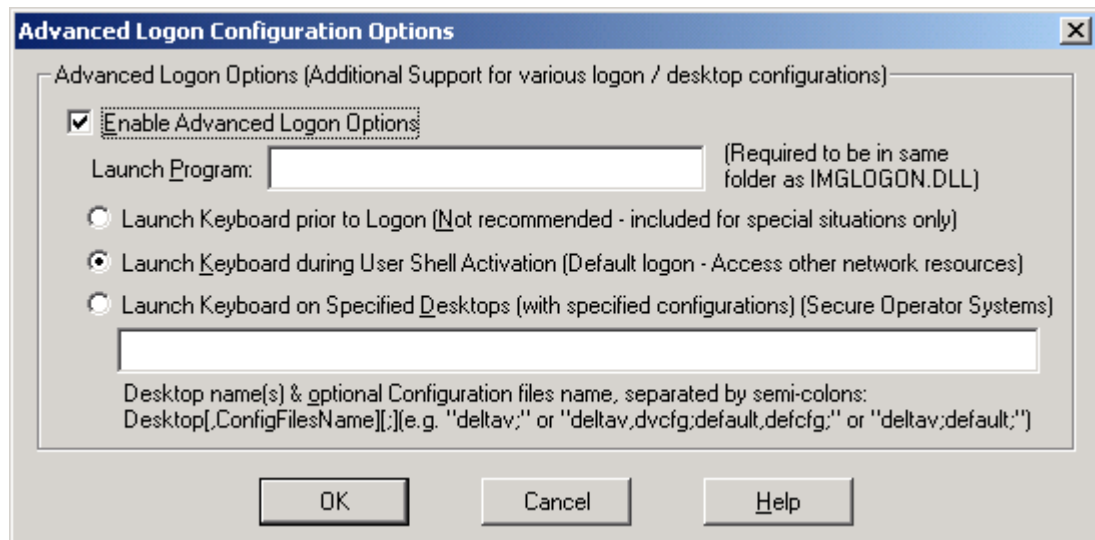 Advanced Logon Configuration Options
Advanced Logon Options (Additional Support for various logon / desktop configurations)
Enable Advanced Logon Options
Launch Program:
(Required to be in same
folder as IMGLOGON.DLL)
Launch Keyboard prior to Logon (Not recommended - included for special situations only)
Launch Keyboard during User Shell Activation (Default logon - Access other network resources)
Launch Keyboard on Specified Desktops (with specified configurations) (Secure Operator Systems)
Desktop name(s) & optional Configuration files name, separated by semi-colons:
Desktop[,ConfigFilesName][;](e.g. "deltav;" or "deltav,dvcfg;default,defcfg;" or "deltav;default;")
OK
Cancel
Help